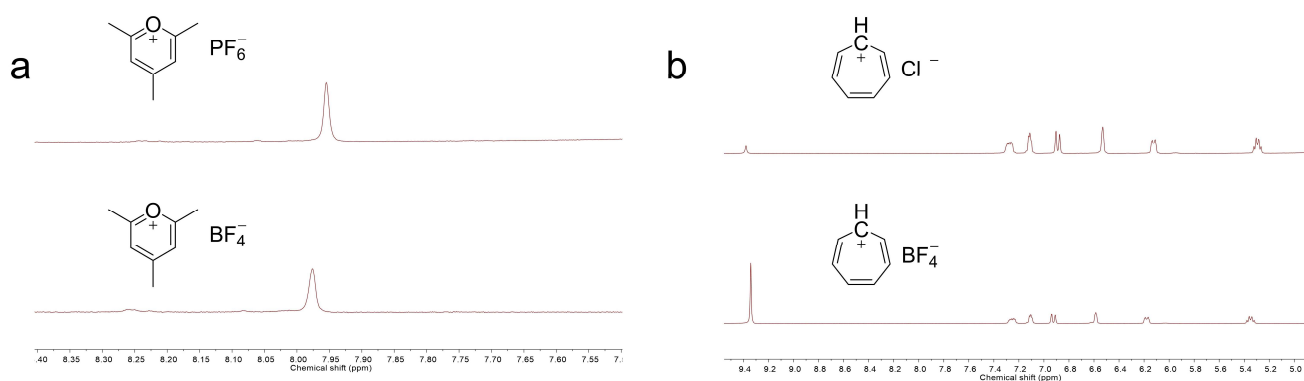 a
O
+
PF6−
O
+
BF4−
.40 8.35 8.30 8.25 8.20 8.15 8.10 8.05 8.00 7.95 7.90 7.85 7.80 7.75 7.70 7.65 7.60 7.55 7.
Chemical shift (ppm)
b
H
C
+
Cl −
H
C
+
BF4−
9.4 9.2 9.0 8.8 8.6 8.4 8.2 8.0 7.8 7.6 7.4 7.2 7.0 6.8 6.6 6.4 6.2 6.0 5.8 5.6 5.4 5.2 5.0
Chemical shift (ppm)